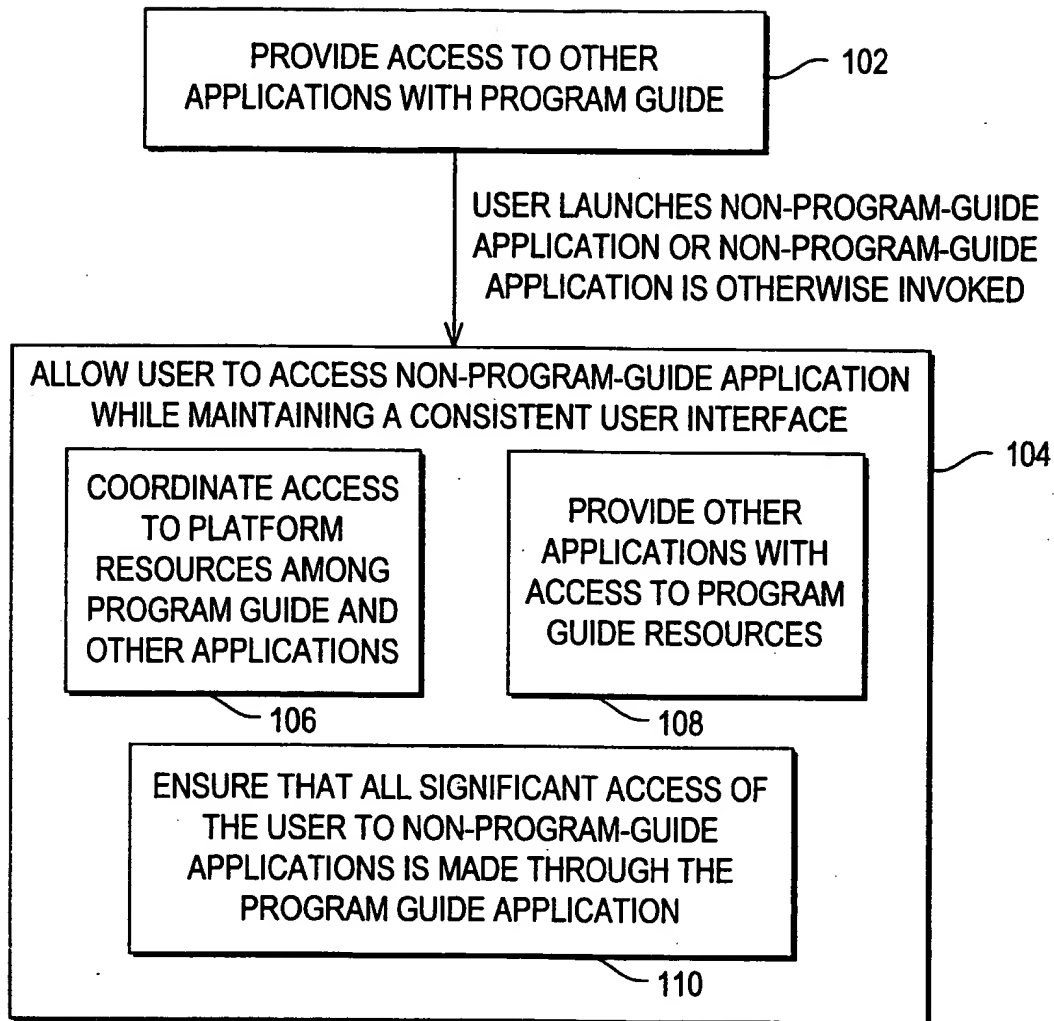 PROVIDE ACCESS TO OTHER
APPLICATIONS WITH PROGRAM GUIDE
102
USER LAUNCHES NON-PROGRAM-GUIDE
APPLICATION OR NON-PROGRAM-GUIDE
APPLICATION IS OTHERWISE INVOKED
ALLOW USER TO ACCESS NON-PROGRAM-GUIDE APPLICATION
WHILE MAINTAINING A CONSISTENT USER INTERFACE
104
COORDINATE ACCESS
TO PLATFORM
RESOURCES AMONG
PROGRAM GUIDE AND
OTHER APPLICATIONS
106
PROVIDE OTHER
APPLICATIONS WITH
ACCESS TO PROGRAM
GUIDE RESOURCES
108
ENSURE THAT ALL SIGNIFICANT ACCESS OF
THE USER TO NON-PROGRAM-GUIDE
APPLICATIONS IS MADE THROUGH THE
PROGRAM GUIDE APPLICATION
110